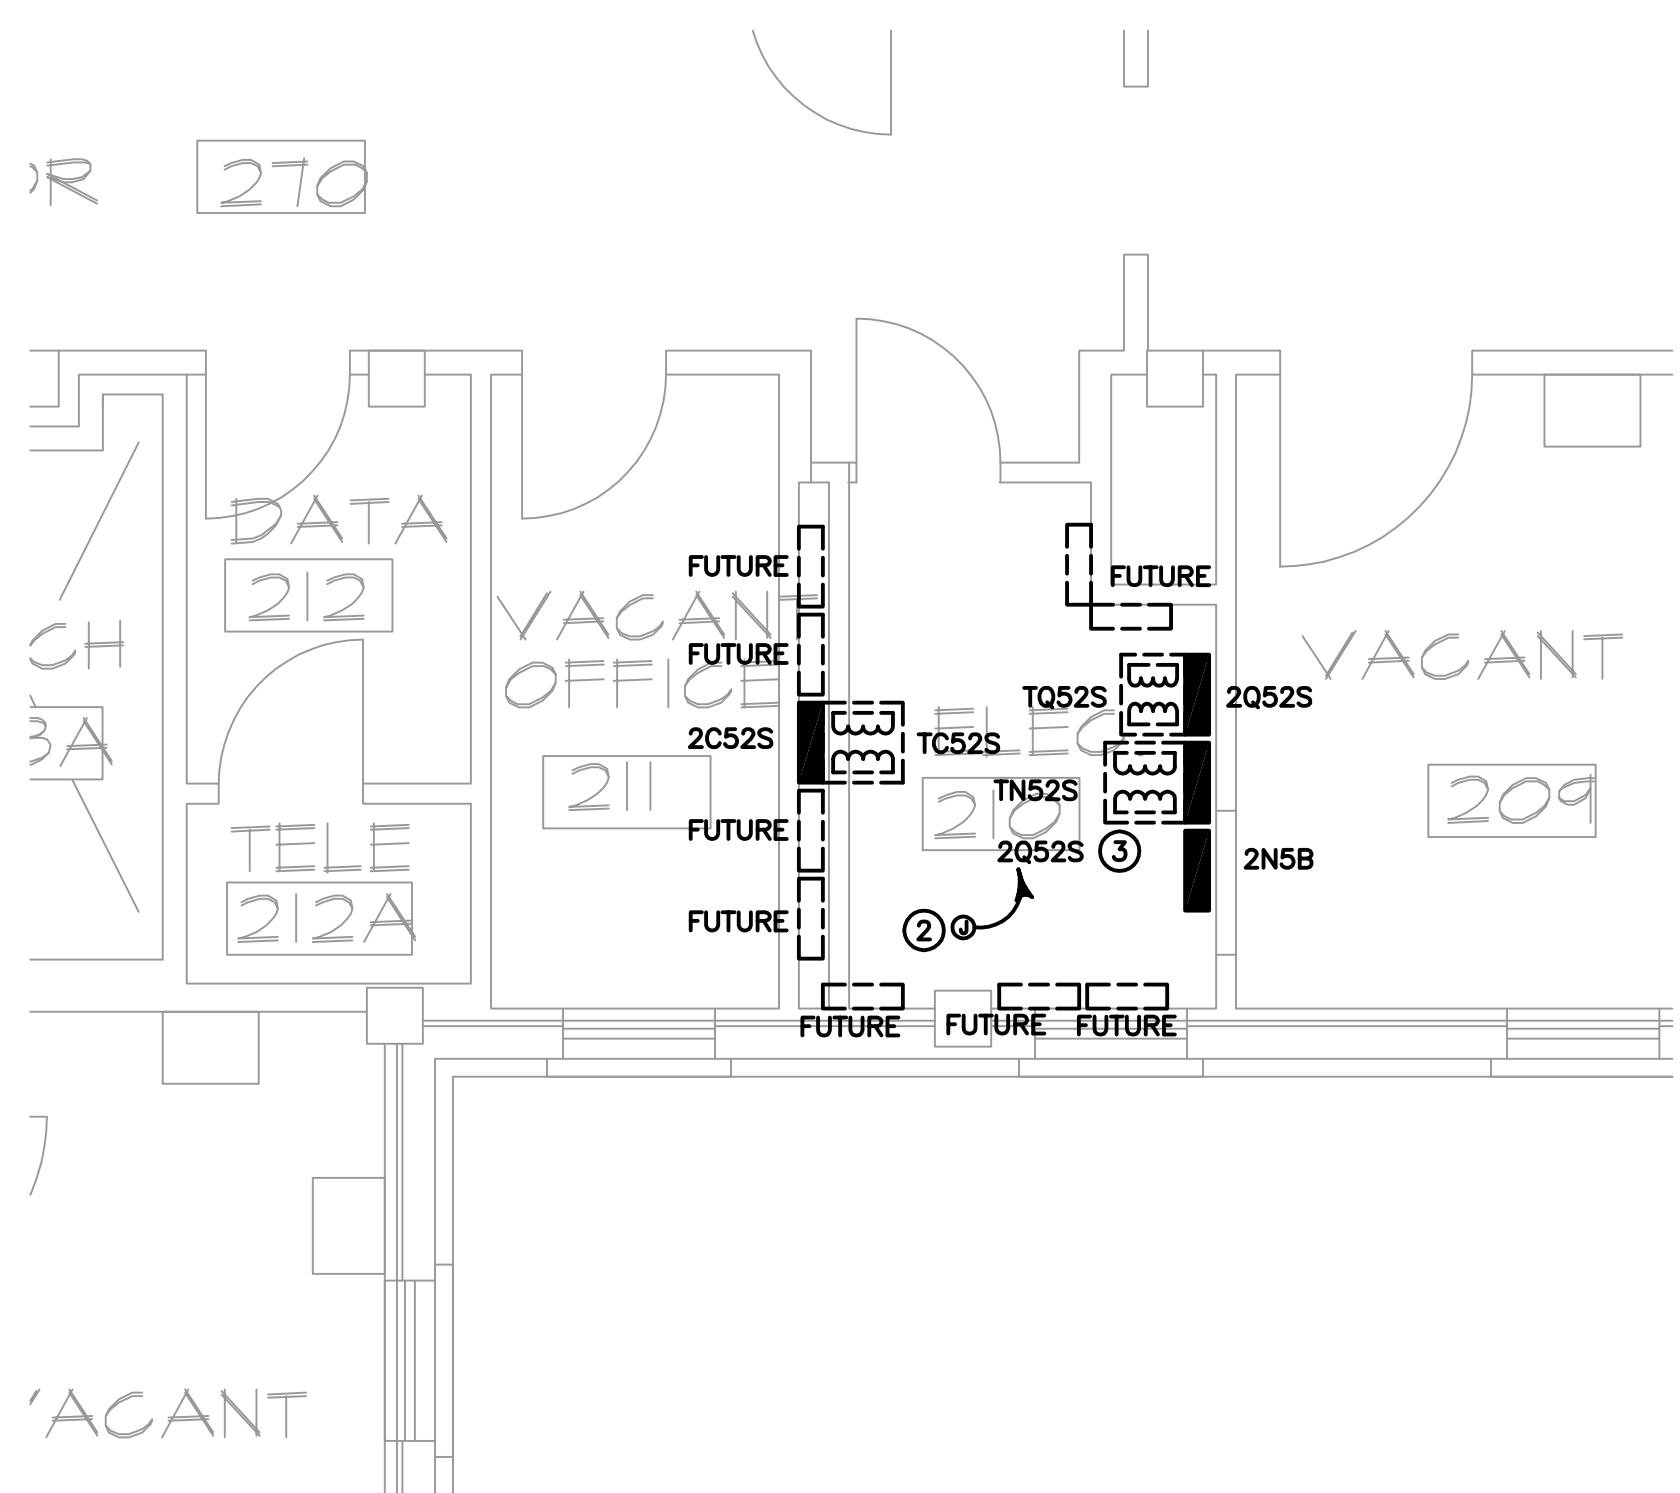 OR 270
DATA
212
VACANT
OFFICE
211
CH
3A
TELE
212A
FUTURE
FUTURE
2C52S
TC52S
FUTURE
FUTURE
FUTURE
FUTURE
FUTURE
FUTURE
ELEC
210
TQ52S
2Q52S
TN52S
2Q52S
3
2N5B
2
J
VACANT
209
VACANT